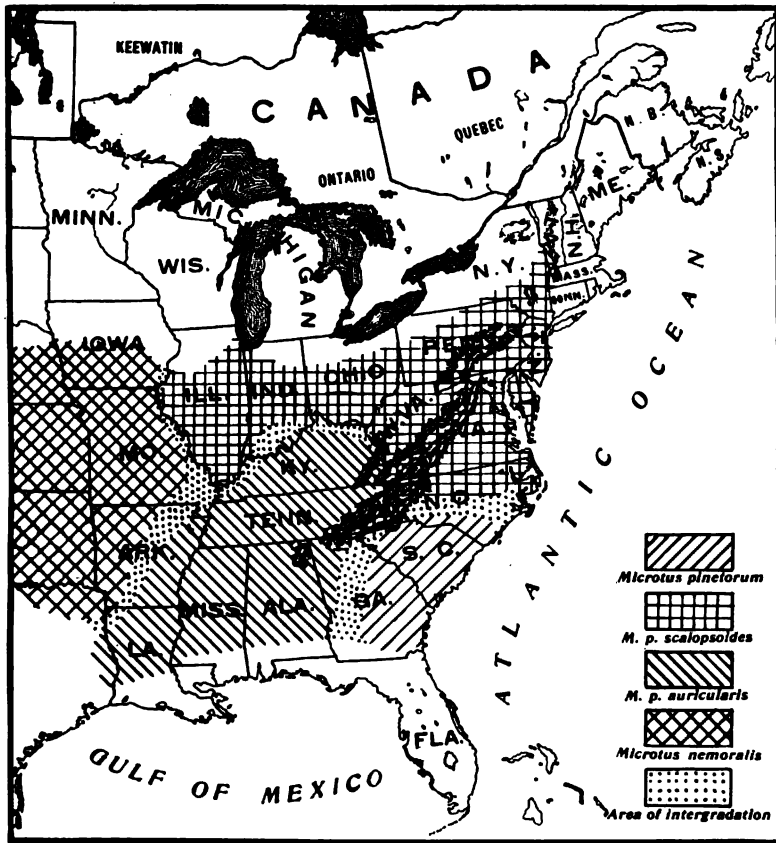 KEEWATIN
CANADA
QUEBEC
ONTARIO
N.B.
N.S.
ME.
MINN.
MICHIGAN
WIS.
N.Y.
N.H.
MASS.
CONN.
IOWA
ILL.
IND.
OHIO
W.VA.
MO.
KY.
N.C.
TENN.
ARK.
S.C.
MISS.
ALA.
GA.
LA.
FLA.
ATLANTIC OCEAN
GULF OF MEXICO
Microtus pinetorum
M. p. scalopsoides
M. p. auricularis
Microtus nemoralis
Area of intergradation